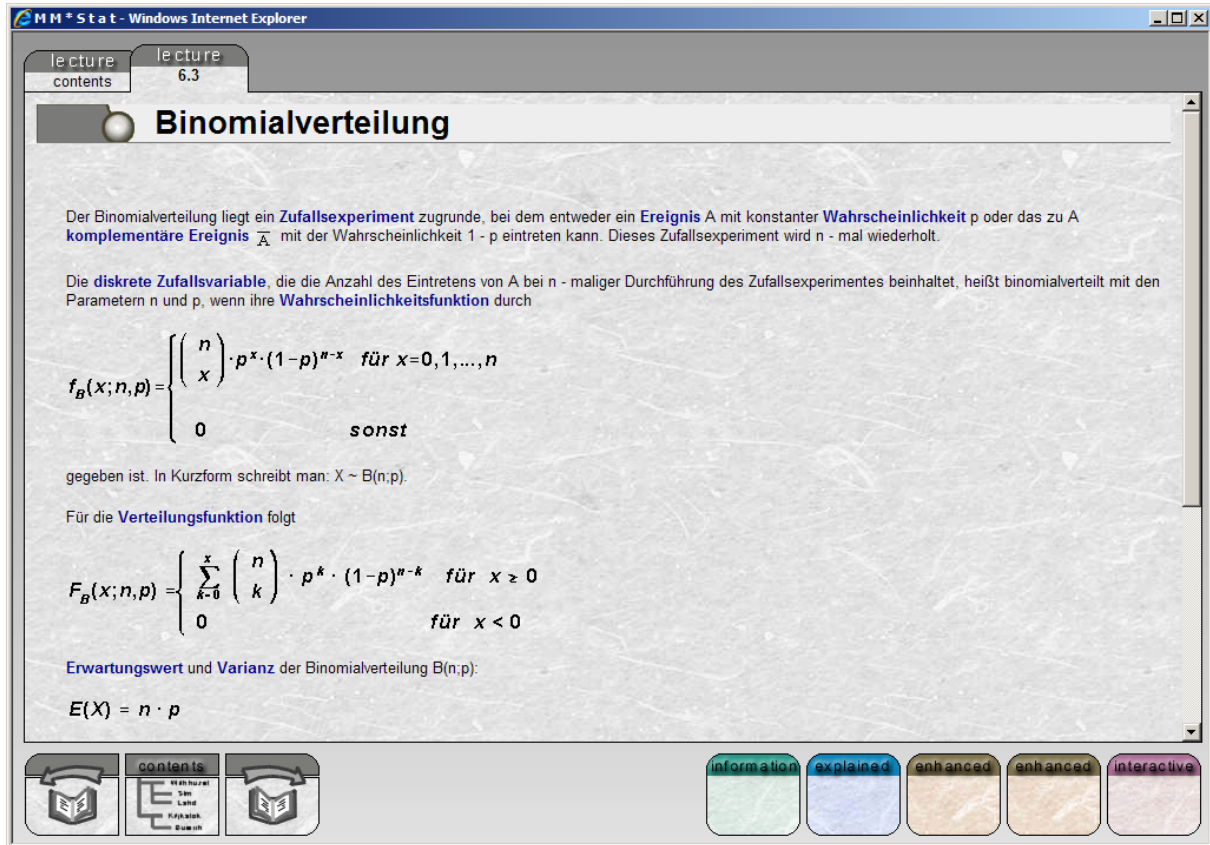 MM*Stat - Windows Internet Explorer
lecture
contents
lecture
6.3
Binomialverteilung
Der Binomialverteilung liegt ein Zufallsexperiment zugrunde, bei dem entweder ein Ereignis A mit konstanter Wahrscheinlichkeit p oder das zu A
komplementäre Ereignis A̅ mit der Wahrscheinlichkeit 1 - p eintreten kann. Dieses Zufallsexperiment wird n - mal wiederholt.
Die diskrete Zufallsvariable, die die Anzahl des Eintretens von A bei n - maliger Durchführung des Zufallsexperimentes beinhaltet, heißt binomialverteilt mit den
Parametern n und p, wenn ihre Wahrscheinlichkeitsfunktion durch
f_B(x;n,p) = { (n x) · p^x · (1-p)^{n-x} für x=0,1,...,n
0 sonst
gegeben ist. In Kurzform schreibt man: X ~ B(n;p).
Für die Verteilungsfunktion folgt
F_B(x;n,p) = { ∑_{k=0}^{x} (n k) · p^k · (1-p)^{n-k} für x ≥ 0
0 für x < 0
Erwartungswert und Varianz der Binomialverteilung B(n;p):
E(X) = n · p
contents
information
explained
enhanced
enhanced
interactive